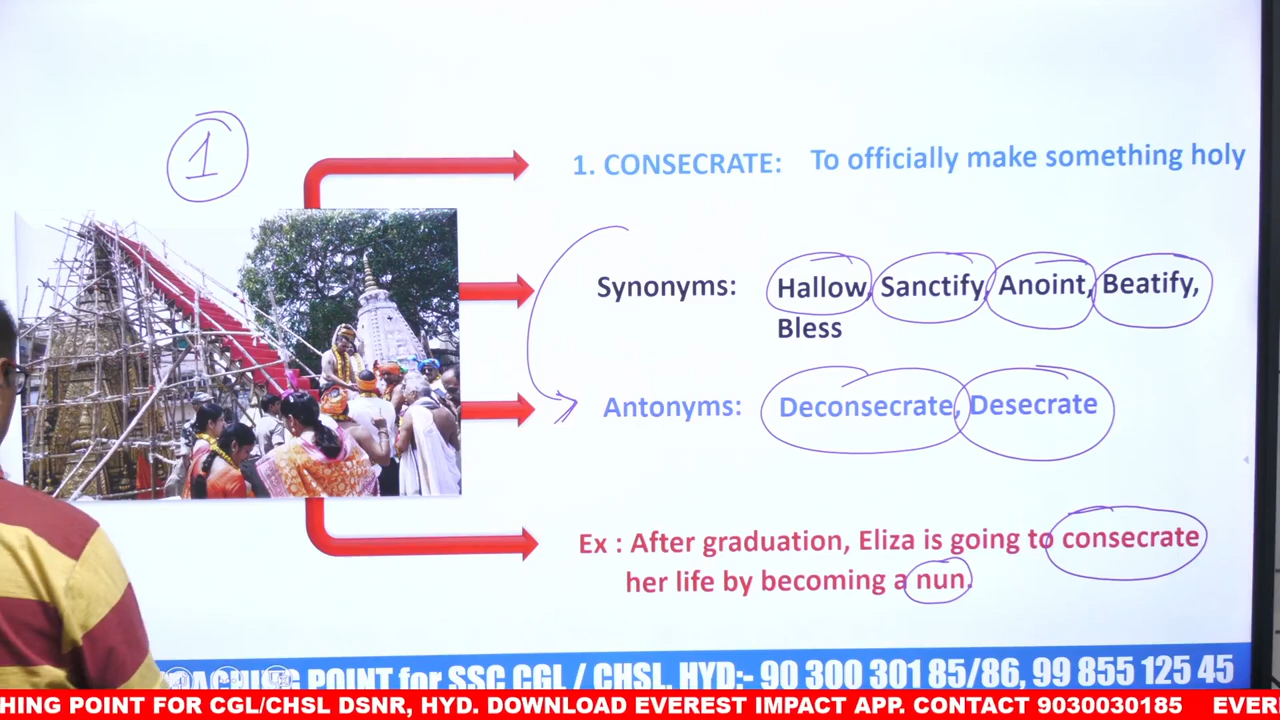 1
1. CONSECRATE: To officially make something holy
Synonyms: Hallow, Sanctify, Anoint, Beatify,
Bless
Antonyms: Deconsecrate, Desecrate
Ex : After graduation, Eliza is going to consecrate
her life by becoming a nun.
POINT for SSC CGL / CHSL, HYD:- 90 300 301 85/86, 99 855 125 45
POINT FOR CGL/CHSL DSNR, HYD. DOWNLOAD EVEREST IMPACT APP. CONTACT 9030030185